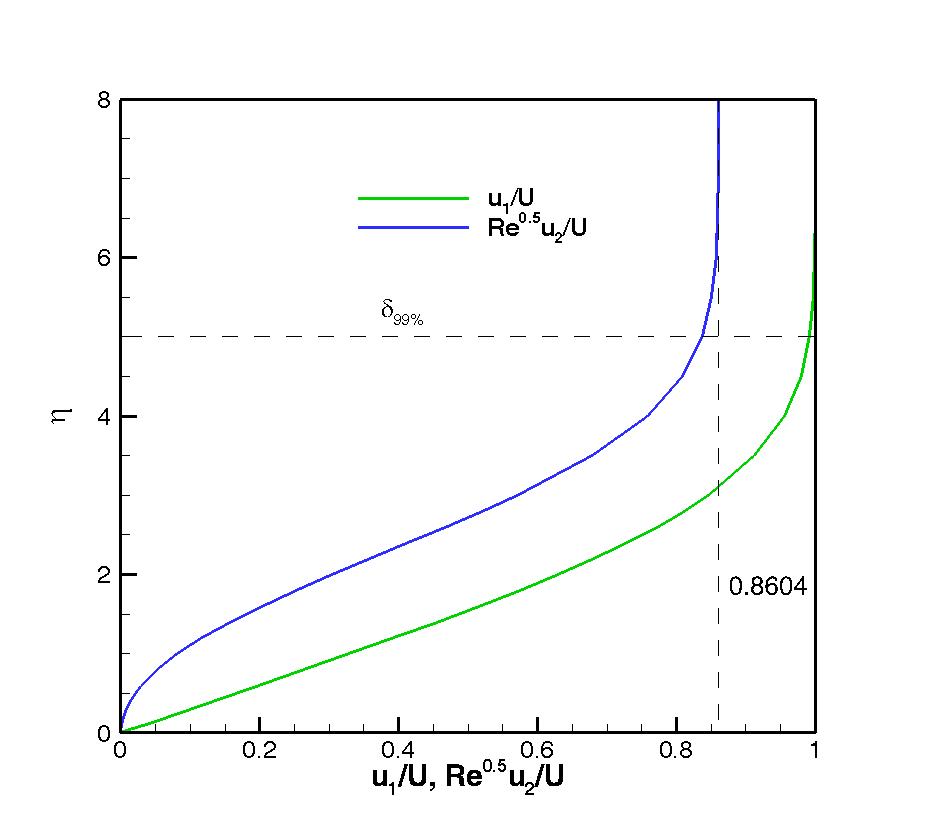 8
u₁/U
Re⁰·⁵u₂/U
6
δ₉₉%
4
η
2
0.8604
0
0 0.2 0.4 0.6 0.8 1
u₁/U, Re⁰·⁵u₂/U